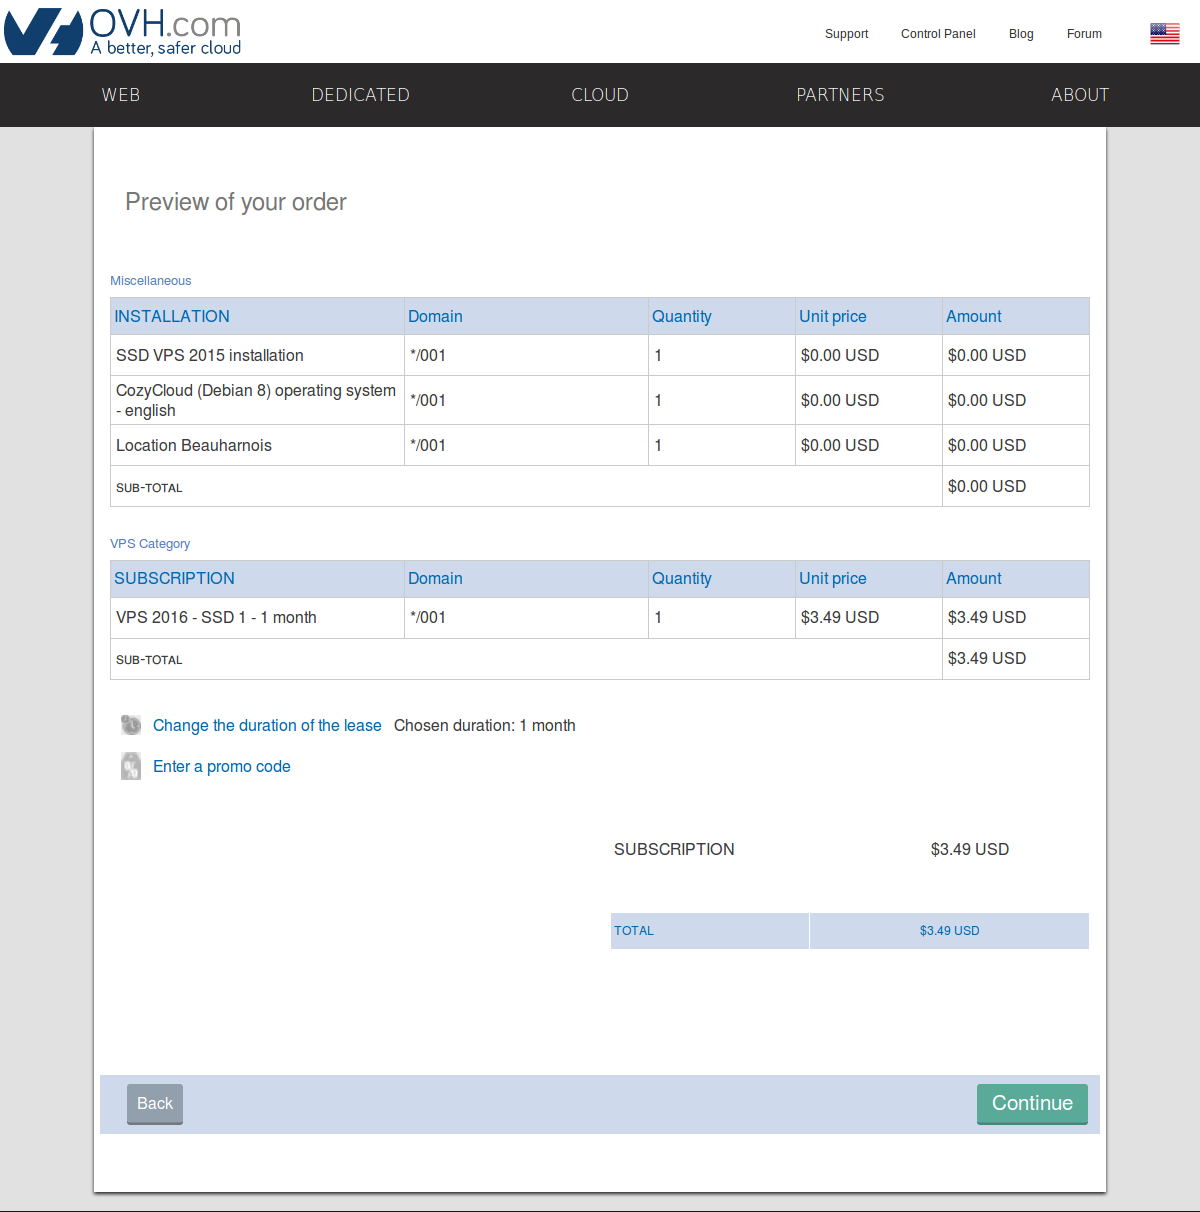 OVH.com
A better, safer cloud
Support Control Panel Blog Forum
WEB DEDICATED CLOUD PARTNERS ABOUT
Preview of your order
Miscellaneous
INSTALLATION Domain Quantity Unit price Amount
SSD VPS 2015 installation */001 1 $0.00 USD $0.00 USD
CozyCloud (Debian 8) operating system
- english */001 1 $0.00 USD $0.00 USD
Location Beauharnois */001 1 $0.00 USD $0.00 USD
SUB-TOTAL $0.00 USD
VPS Category
SUBSCRIPTION Domain Quantity Unit price Amount
VPS 2016 - SSD 1 - 1 month */001 1 $3.49 USD $3.49 USD
SUB-TOTAL $3.49 USD
Change the duration of the lease Chosen duration: 1 month
Enter a promo code
SUBSCRIPTION $3.49 USD
TOTAL $3.49 USD
Back Continue